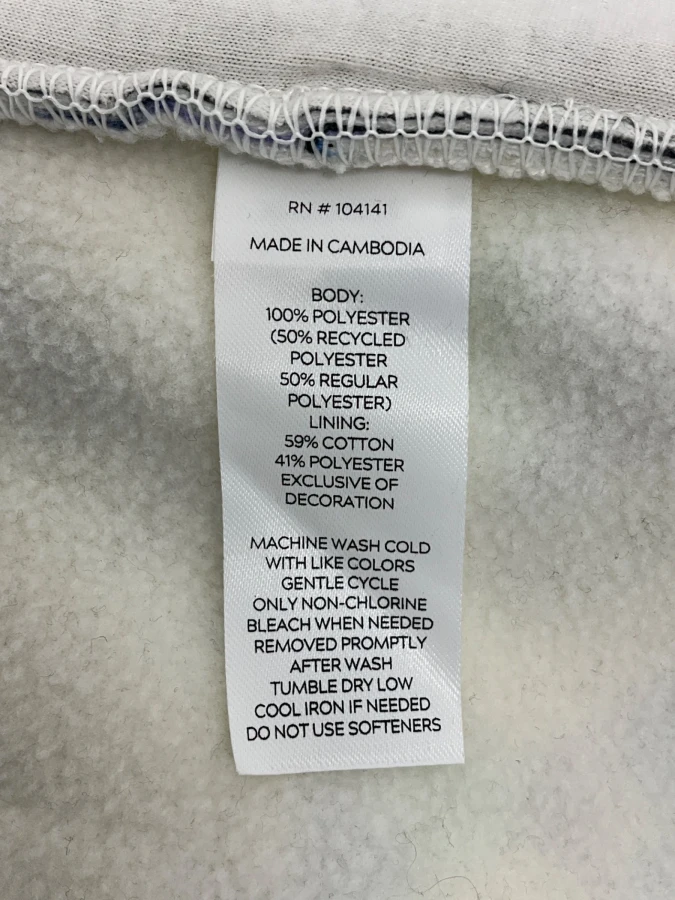 RN # 104141
MADE IN CAMBODIA
BODY:
100% POLYESTER
(50% RECYCLED
POLYESTER
50% REGULAR
POLYESTER)
LINING:
59% COTTON
41% POLYESTER
EXCLUSIVE OF
DECORATION
MACHINE WASH COLD
WITH LIKE COLORS
GENTLE CYCLE
ONLY NON-CHLORINE
BLEACH WHEN NEEDED
REMOVED PROMPTLY
AFTER WASH
TUMBLE DRY LOW
COOL IRON IF NEEDED
DO NOT USE SOFTENERS